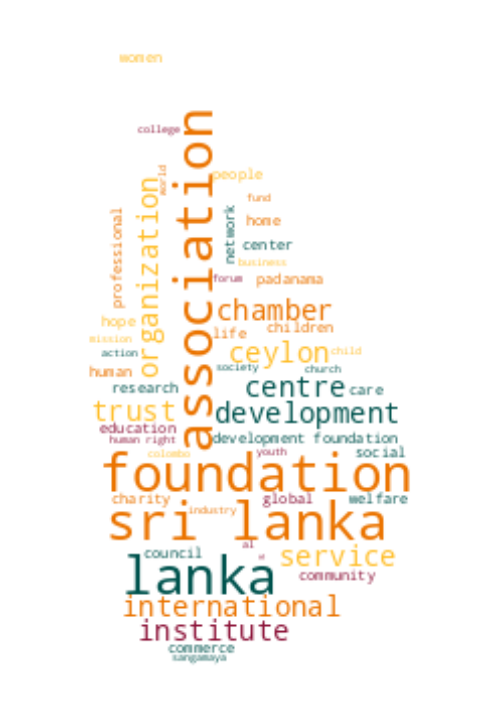 women
college
association
world
people
organization
fund
professional
network
home
center
business
forum
padanama
chamber
hope
children
life
mission
ceylon
child
action
society
church
human
research
centre
care
trust
development
education
human right
development foundation
colombo
youth
social
foundation
charity
global
welfare
industry
sri lanka
al
council
service
lanka
community
international
institute
commerce
sangamaya